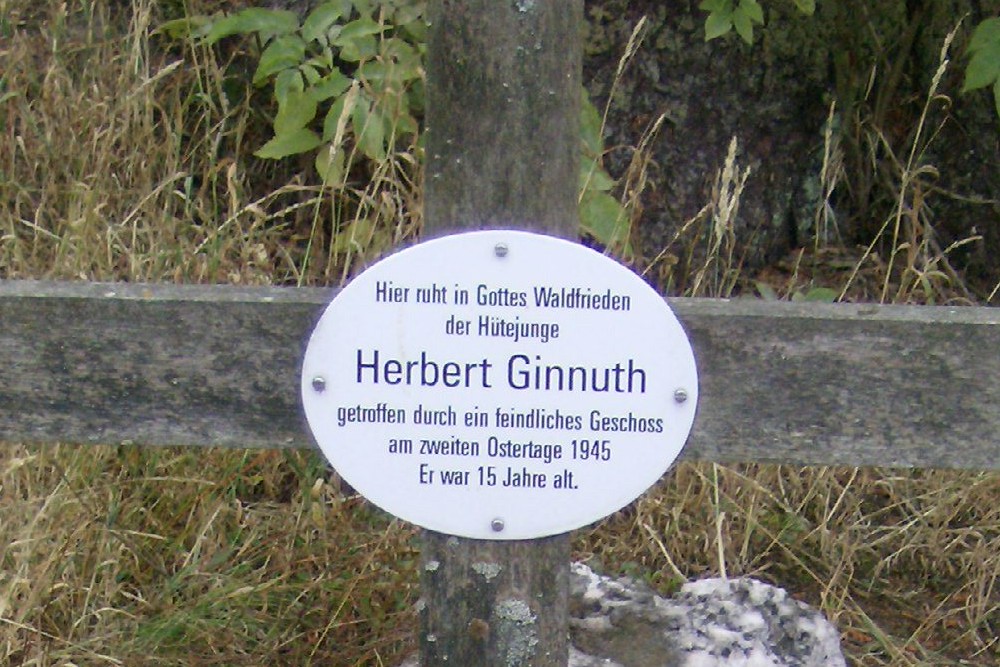 Hier ruht in Gottes Waldfrieden
der Hütejunge
Herbert Ginnuth
getroffen durch ein feindliches Geschoss
am zweiten Ostertage 1945
Er war 15 Jahre alt.